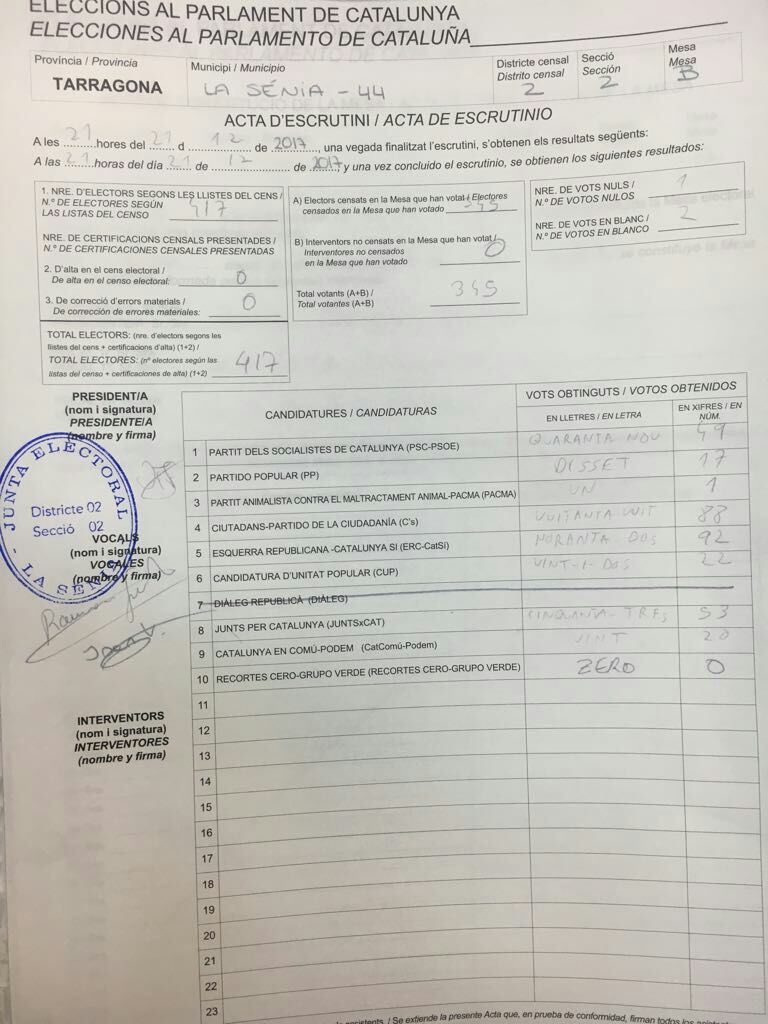 ELECCIONS AL PARLAMENT DE CATALUNYA
ELECCIONES AL PARLAMENTO DE CATALUÑA
Provincia / Provincia
TARRAGONA
Municipi / Municipio
LA SÉNIA - 44
Districte censal
Distrito censal
2
Secció
Sección
2
Mesa
Mesa
B
ACTA D'ESCRUTINI / ACTA DE ESCRUTINIO
A les 21 hores del 21 d 12 de 2017, una vegada finalitzat l'escrutini, s'obtenen els resultats següents:
A las 21 horas del día 21 de 12 de 2017 y una vez concluido el escrutinio, se obtienen los siguientes resultados:
1. NRE. D'ELECTORS SEGONS LES LLISTES DEL CENS /
N.º DE ELECTORES SEGÚN
LAS LISTAS DEL CENSO 417
NRE. DE CERTIFICACIONS CENSALS PRESENTADES /
N.º DE CERTIFICACIONES CENSALES PRESENTADAS
2. D'alta en el cens electoral /
De alta en el censo electoral: 0
3. De correcció d'errors materials /
De corrección de errores materiales: 0
TOTAL ELECTORS: (nre. d'electors segons les
llistes del cens + certificacions d'alta) (1+2) /
TOTAL ELECTORES: (nº electores según las
listas del censo + certificaciones de alta) (1+2) 417
A) Electors censats en la Mesa que han votat / Electores
censados en la Mesa que han votado 345
B) Interventors no censats en la Mesa que han votat /
Interventores no censados
en la Mesa que han votado 0
Total votants (A+B) /
Total votantes (A+B) 345
NRE. DE VOTS NULS /
N.º DE VOTOS NULOS 1
NRE. DE VOTS EN BLANC /
N.º DE VOTOS EN BLANCO 2
PRESIDENT/A
(nom i signatura)
PRESIDENTE/A
(nombre y firma)
JUNTA ELECTORAL
Districte 02
Secció 02
LA SENIA
VOCALS
(nom i signatura)
VOCALES
(nombre y firma)
INTERVENTORS
(nom i signatura)
INTERVENTORES
(nombre y firma)
CANDIDATURES / CANDIDATURAS
VOTS OBTINGUTS / VOTOS OBTENIDOS
EN LLETRES / EN LETRA
EN XIFRES / EN NÚM.
1 PARTIT DELS SOCIALISTES DE CATALUNYA (PSC-PSOE) QUARANTA NOU 49
2 PARTIDO POPULAR (PP) DISSET 17
3 PARTIT ANIMALISTA CONTRA EL MALTRACTAMENT ANIMAL-PACMA (PACMA) UN 1
4 CIUTADANS-PARTIDO DE LA CIUDADANÍA (C's) VUITANTA VUIT 88
5 ESQUERRA REPUBLICANA -CATALUNYA SÍ (ERC-CatSí) NORANTA-DOS 92
6 CANDIDATURA D'UNITAT POPULAR (CUP) VINT-I-DOS 22
7 DIÀLEG REPUBLICÀ (DIÀLEG)
8 JUNTS PER CATALUNYA (JUNTSxCAT) CINQUANTA-TRES 53
9 CATALUNYA EN COMÚ-PODEM (CatComú-Podem) VINT 20
10 RECORTES CERO-GRUPO VERDE (RECORTES CERO-GRUPO VERDE) ZERO 0
11
12
13
14
15
16
17
18
19
20
21
22
23
assistents. / Se extiende la presente Acta que, en prueba de conformidad, firman todos los